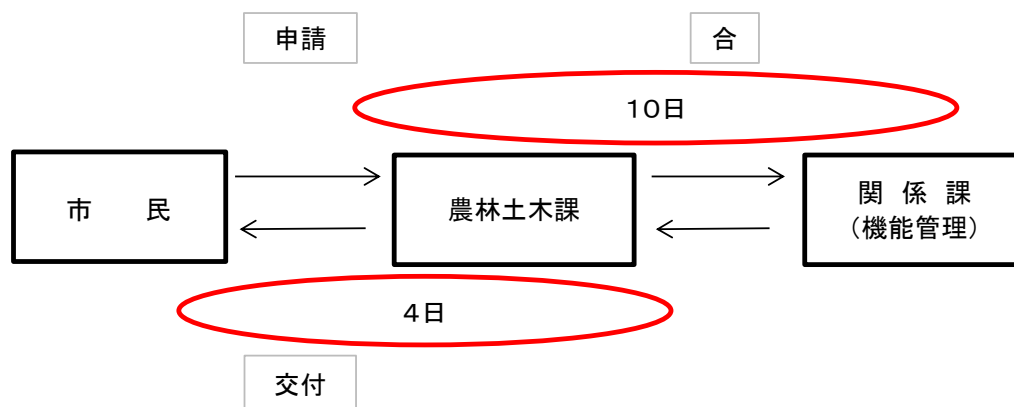 申請
合
10日
市　　民
農林土木課
関 係 課
（機能管理）
4日
交付